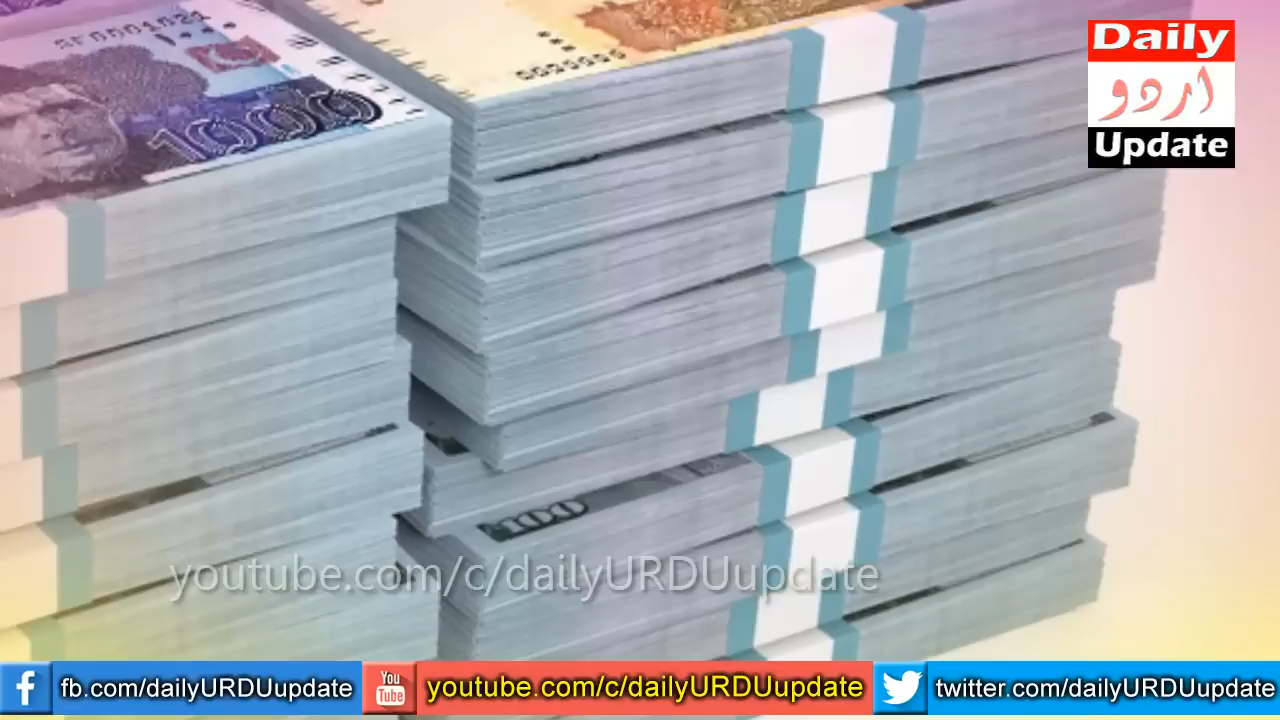 1000
Daily
اردو
Update
100
youtube.com/c/dailyURDUupdate
fb.com/dailyURDUupdate
You
Tube
youtube.com/c/dailyURDUupdate
twitter.com/dailyURDUupdate